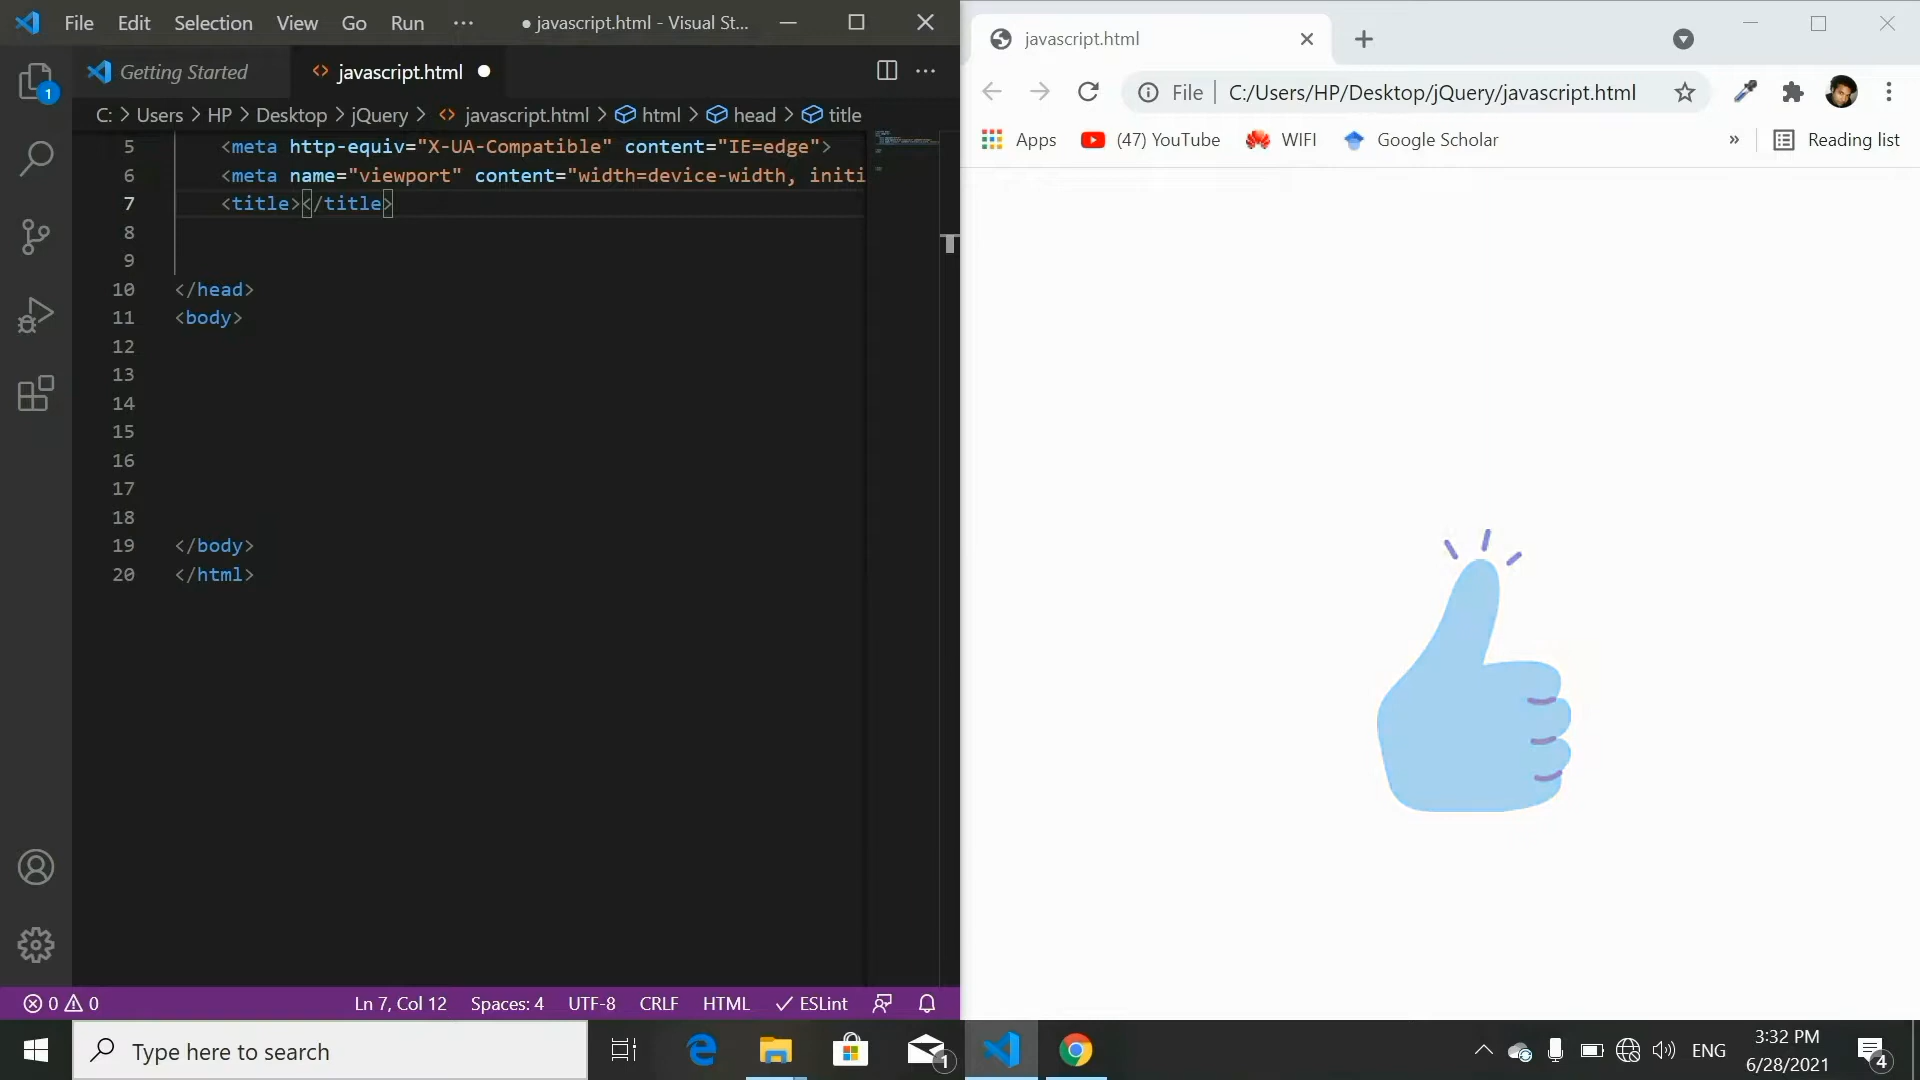 File Edit Selection View Go Run ··· ● javascript.html - Visual St...
Getting Started javascript.html
C: > Users > HP > Desktop > jQuery > javascript.html > html > head > title
5 <meta http-equiv="X-UA-Compatible" content="IE=edge">
6 <meta name="viewport" content="width=device-width, initi
7 <title></title>
8
9
10 </head>
11 <body>
12
13
14
15
16
17
18
19 </body>
20 </html>
1
0 0 Ln 7, Col 12 Spaces: 4 UTF-8 CRLF HTML ESLint
javascript.html
File C:/Users/HP/Desktop/jQuery/javascript.html
Apps (47) YouTube WIFI Google Scholar » Reading list
Type here to search 1 ENG 3:32 PM
6/28/2021 4